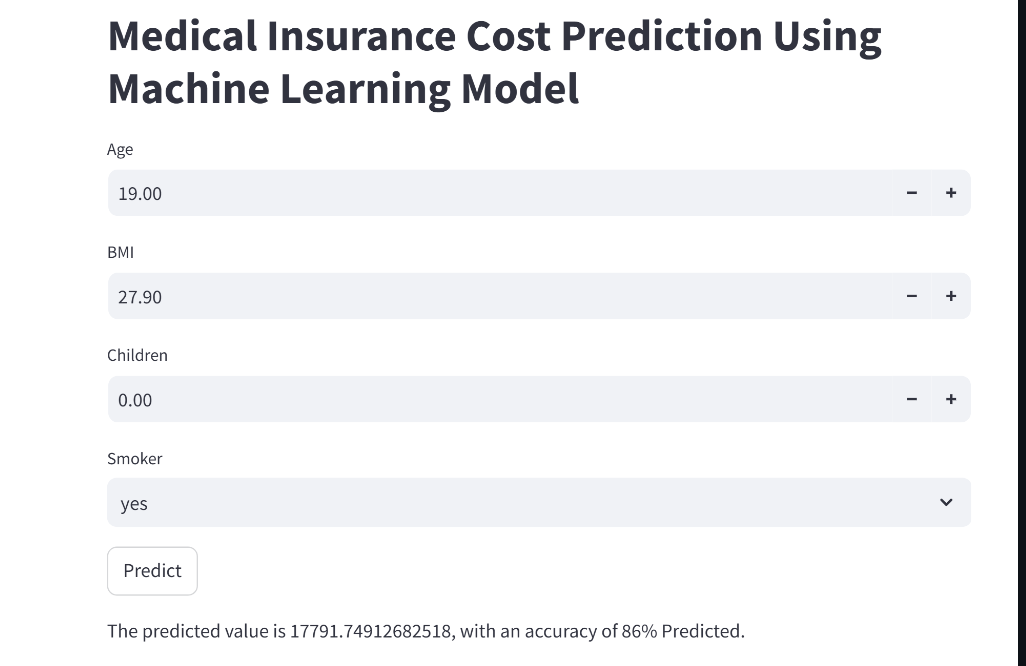 Medical Insurance Cost Prediction Using
Machine Learning Model
Age
19.00
BMI
27.90
Children
0.00
Smoker
yes
Predict
The predicted value is 17791.74912682518, with an accuracy of 86% Predicted.